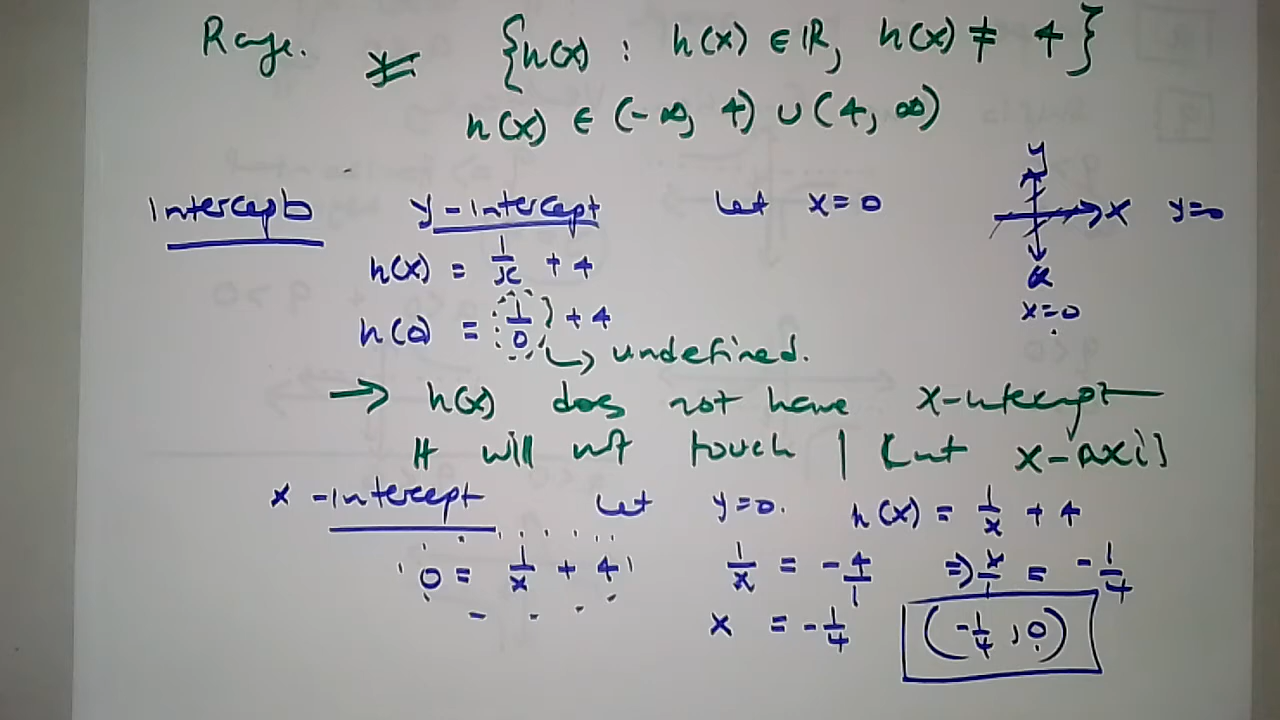 Range. {h(x) : h(x) ∈ ℝ, h(x) ≠ 4}
h(x) ∈ (-∞, 4) ∪ (4, ∞)
Intercepts y-intercept Let x=0
h(x) = 1/x + 4
h(0) = 1/0 + 4
↳ undefined.
y
x y=0
x=0
→ h(x) does not have x-intercept
It will not touch / cut x-axis
x-intercept Let y=0. h(x) = 1/x + 4
0 = 1/x + 4 1/x = -4/1 ⇒ x/1 = -1/4
x = -1/4 (-1/4, 0)